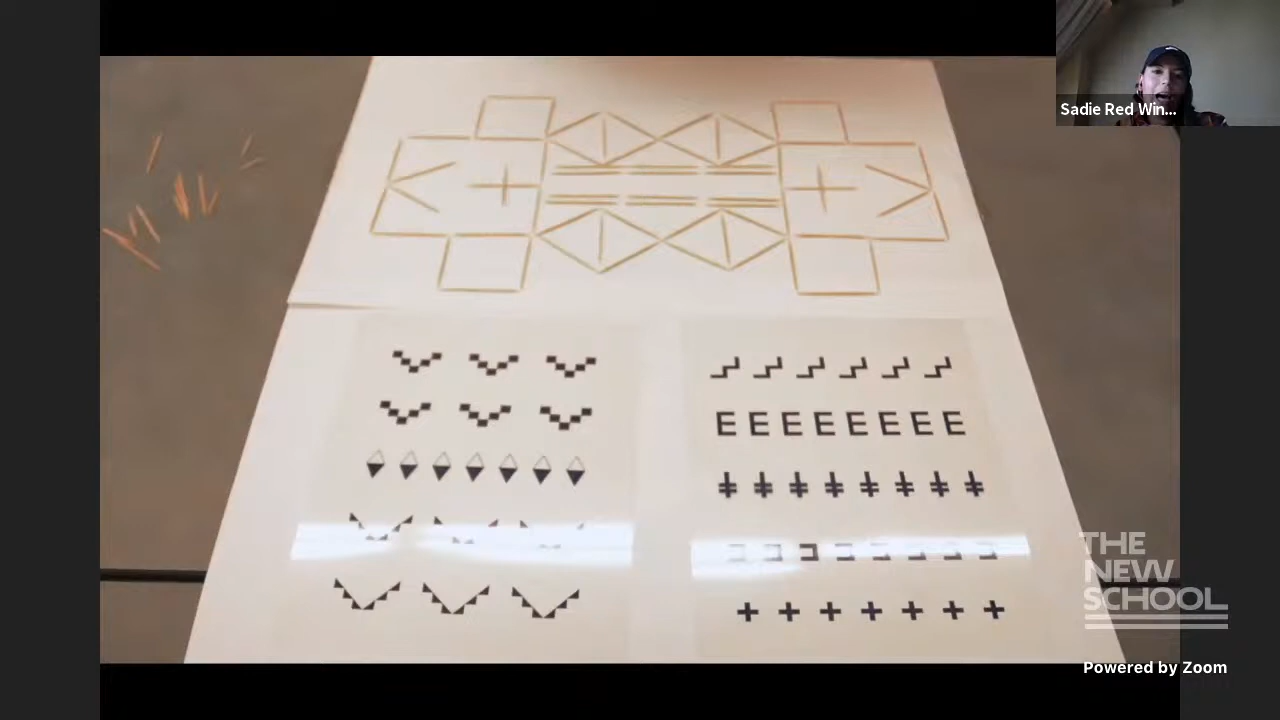 Sadie Red Win...
E E E E E E E E
THE
NEW
SCHOOL
Powered by Zoom